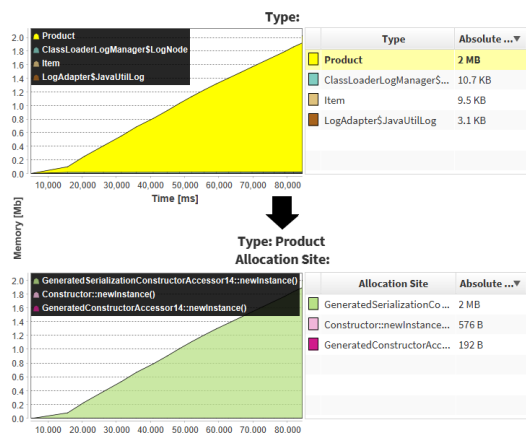 Type:
Memory [Mb]
2.0
1.8
1.6
1.4
1.2
1.0
0.8
0.6
0.4
0.2
0.0
Product
ClassLoaderLogManager$LogNode
Item
LogAdapter$JavaUtilLog
10,000 20,000 30,000 40,000 50,000 60,000 70,000 80,000
Time [ms]
Type Absolute ...▼
Product 2 MB
ClassLoaderLogManager$... 10.7 KB
Item 9.5 KB
LogAdapter$JavaUtilLog 3.1 KB
Type: Product
Allocation Site:
2.0
1.8
1.6
1.4
1.2
1.0
0.8
0.6
0.4
0.2
0.0
GeneratedSerializationConstructorAccessor14::newInstance()
Constructor::newInstance()
GeneratedConstructorAccessor14::newInstance()
10,000 20,000 30,000 40,000 50,000 60,000 70,000 80,000
Allocation Site Absolute ...▼
GeneratedSerializationCo... 2 MB
Constructor::newInstance... 576 B
GeneratedConstructorAcc... 192 B